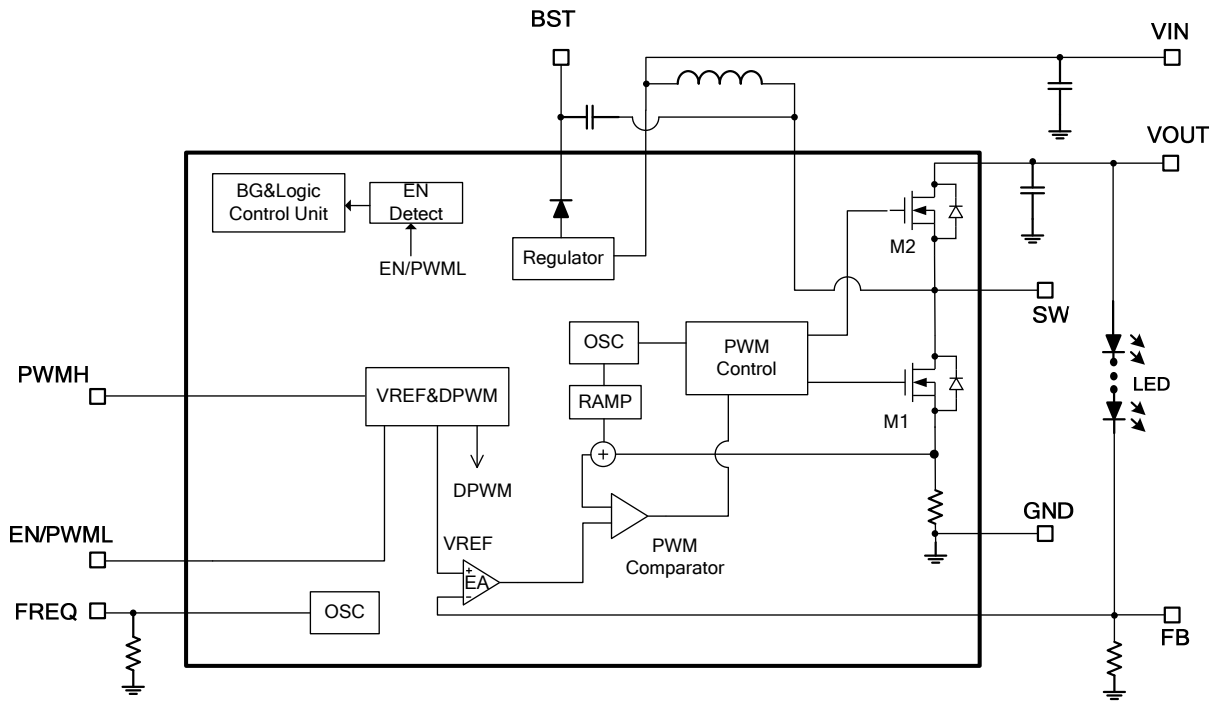 BST
VIN
VOUT
BG&Logic
Control Unit
EN
Detect
EN/PWML
Regulator
M2
SW
OSC
PWM
Control
PWMH
VREF&DPWM
RAMP
LED
M1
+
DPWM
GND
EN/PWML
VREF
PWM
Comparator
+
EA
-
FREQ
OSC
FB